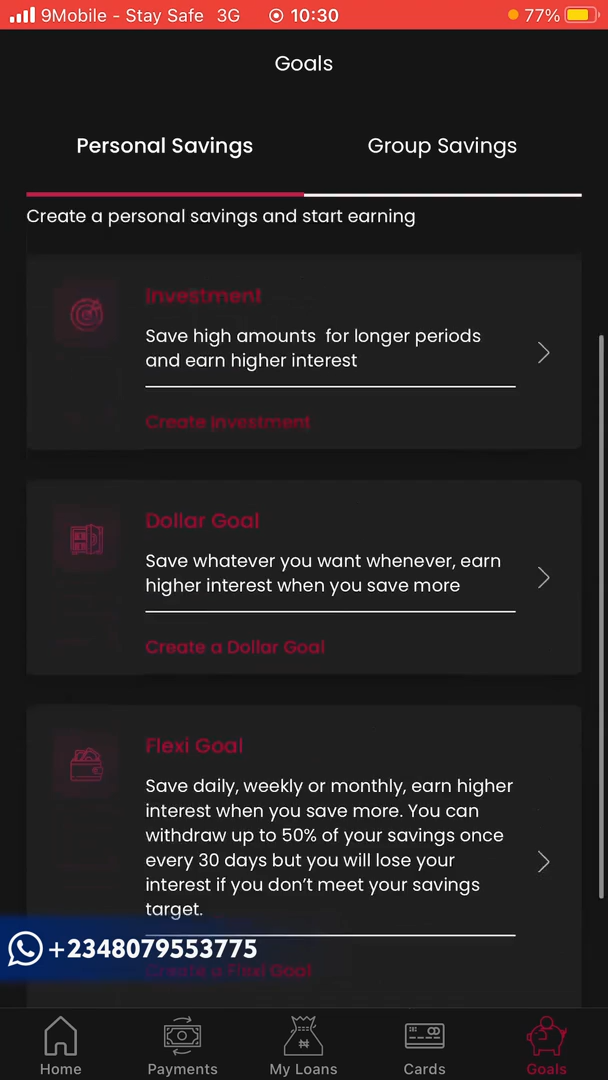 9Mobile - Stay Safe 3G 10:30 77%
Goals
Personal Savings
Group Savings
Create a personal savings and start earning
Investment
Save high amounts for longer periods
and earn higher interest
Create Investment
Dollar Goal
Save whatever you want whenever, earn
higher interest when you save more
Create a Dollar Goal
Flexi Goal
Save daily, weekly or monthly, earn higher
interest when you save more. You can
withdraw up to 50% of your savings once
every 30 days but you will lose your
interest if you don't meet your savings
target.
+2348079553775
Create a Flexi Goal
Home
Payments
My Loans
Cards
Goals